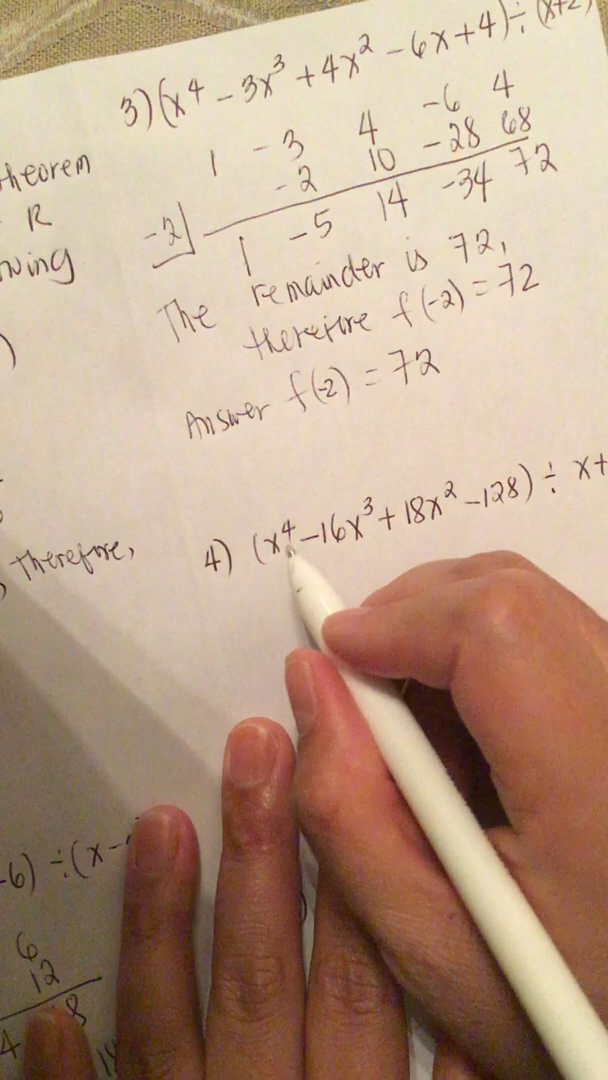 3) (x⁴ - 3x³ + 4x² - 6x + 4) ÷ (x+2)
1 -3 4 -6 4
-2 10 -28 68
-2
1 -5 14 -34 72
The remainder is 72,
therefore f(-2) = 72
Answer f(-2) = 72
4) (x⁴ - 16x³ + 18x² - 128) ÷ x+
theorem
R
wing
)
therefore,
-6) ÷ (x-
6
12
4 8